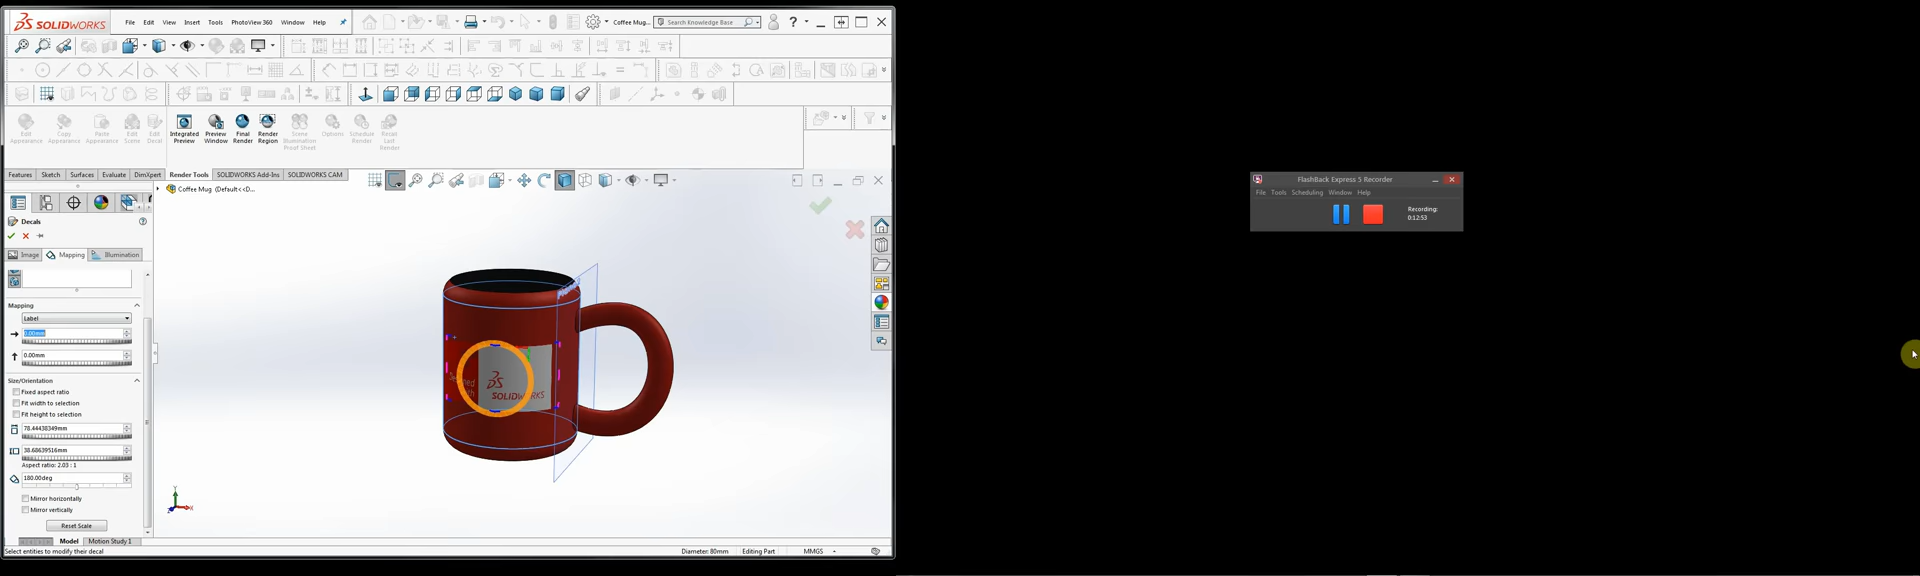 SOLIDWORKS File Edit View Insert Tools PhotoView 360 Window Help Coffee Mug... Search Knowledge Base ?
Edit Appearance
Copy Appearance
Paste Appearance
Edit Scene
Edit Decal
Integrated Preview
Preview Window
Final Render
Render Region
Scene Illumination Proof Sheet
Options
Schedule Render
Recall Last Render
Features Sketch Surfaces Evaluate DimXpert Render Tools SOLIDWORKS Add-Ins SOLIDWORKS CAM
Coffee Mug (Default<<D...
Decals
Image Mapping Illumination
Mapping
Label
0.00mm
0.00mm
Size/Orientation
Fixed aspect ratio
Fit width to selection
Fit height to selection
78.44438349mm
38.68639516mm
Aspect ratio: 2.03 : 1
180.00deg
Mirror horizontally
Mirror vertically
Reset Scale
Model Motion Study 1
Select entities to modify their decal Diameter: 80mm Editing Part MMGS
SOLIDWORKS
FlashBack Express 5 Recorder
File Tools Scheduling Window Help
Recording:
0:12:53